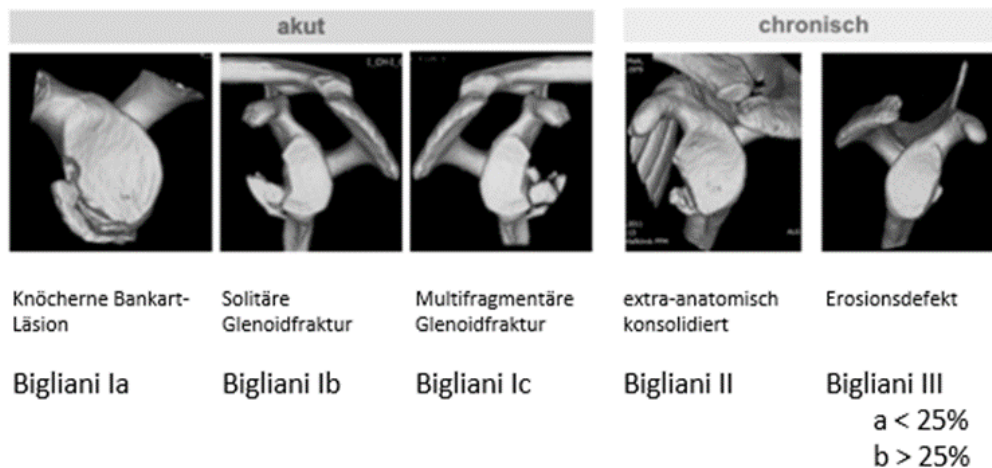 akut
chronisch
Knöcherne Bankart-
Läsion
Solitäre
Glenoidfraktur
Multifragmentäre
Glenoidfraktur
extra-anatomisch
konsolidiert
Erosionsdefekt
Bigliani Ia
Bigliani Ib
Bigliani Ic
Bigliani II
Bigliani III
a < 25%
b > 25%